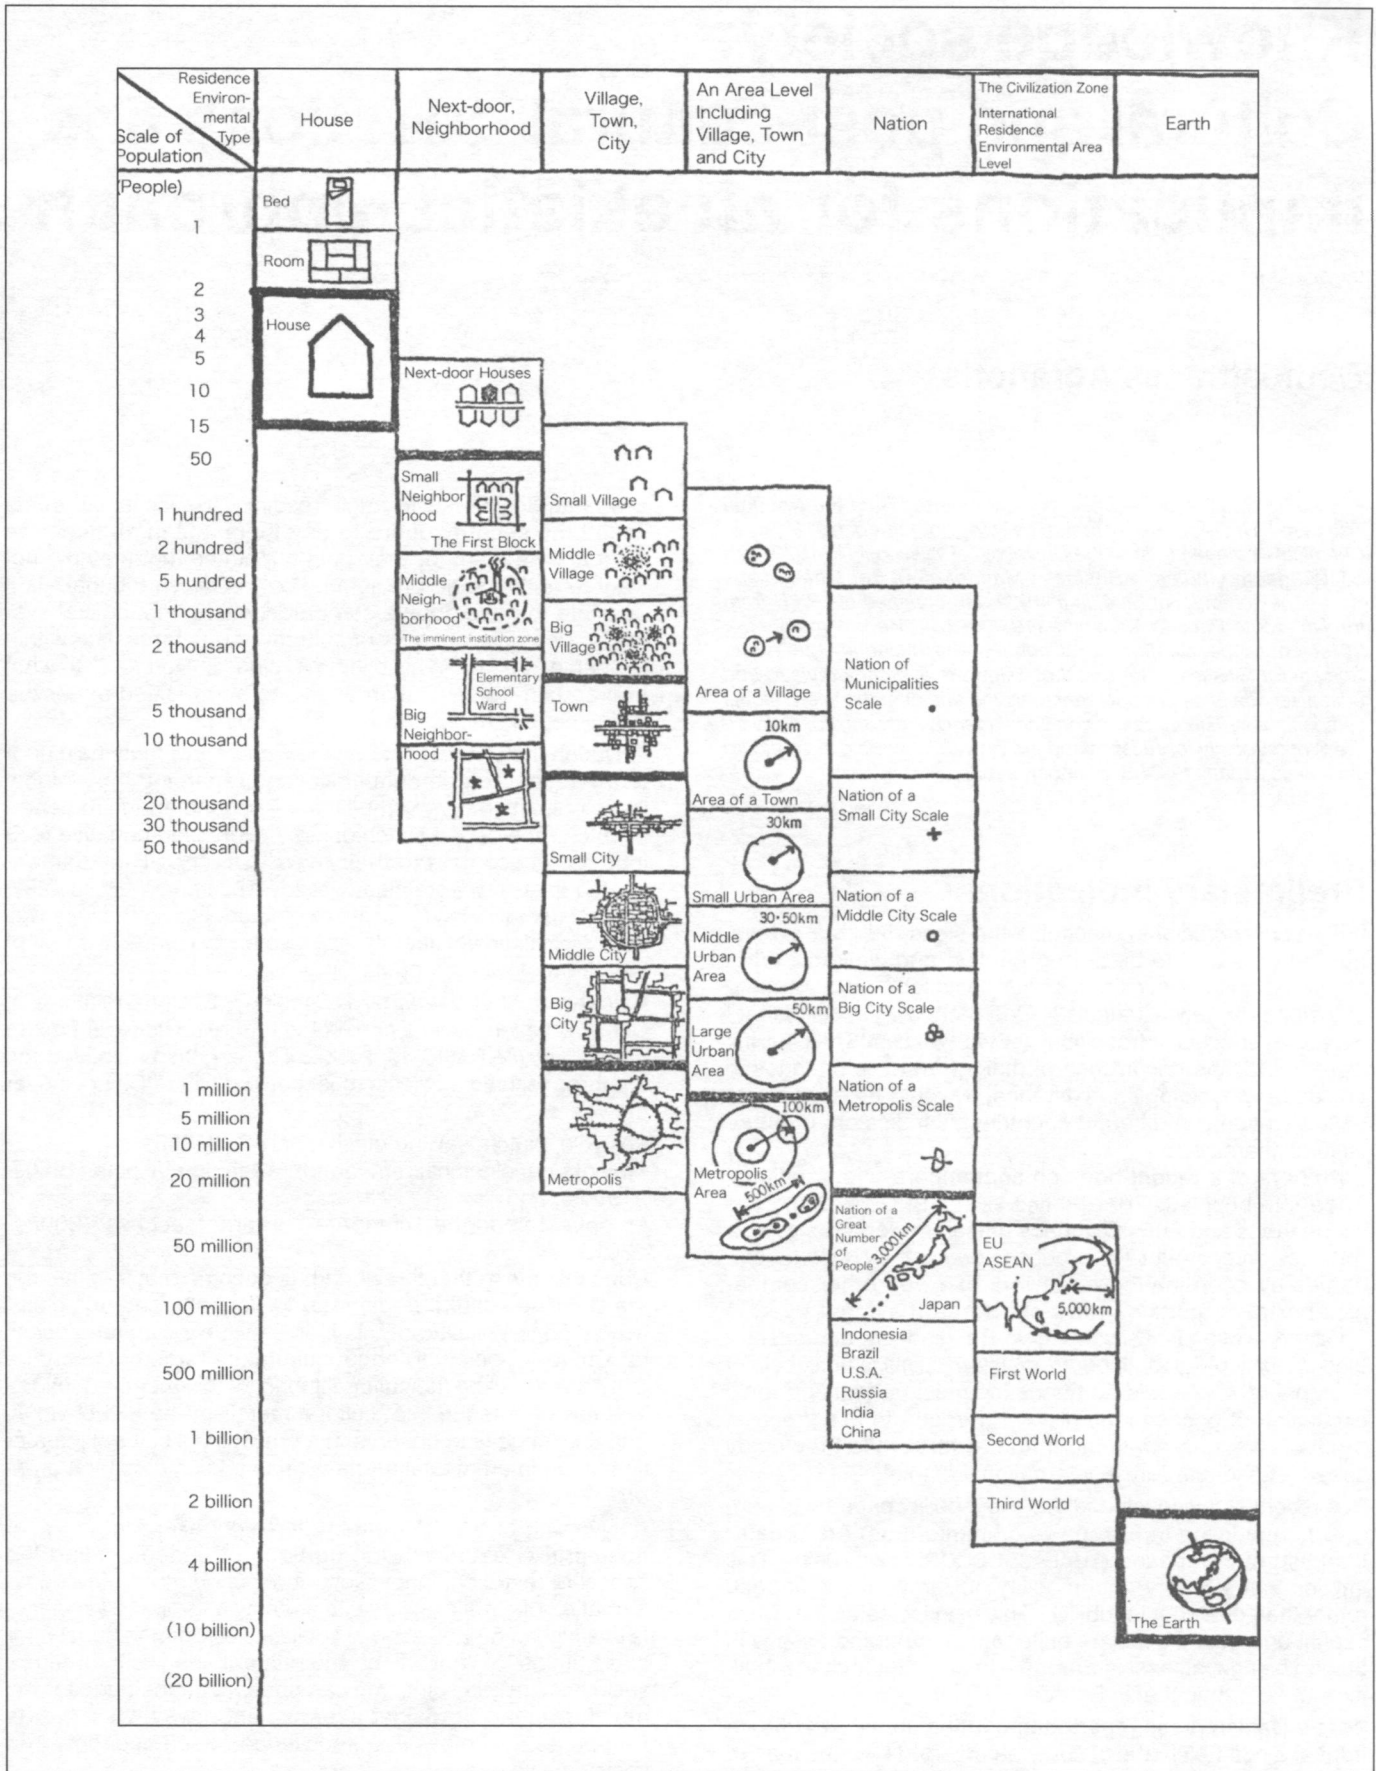 Residence
Environ-
mental
Type
Scale of
Population
House
Next-door,
Neighborhood
Village,
Town,
City
An Area Level
Including
Village, Town
and City
Nation
The Civilization Zone
International
Residence
Environmental Area
Level
Earth
(People)
1
2
3
4
5
10
15
50
1 hundred
2 hundred
5 hundred
1 thousand
2 thousand
5 thousand
10 thousand
20 thousand
30 thousand
50 thousand
1 million
5 million
10 million
20 million
50 million
100 million
500 million
1 billion
2 billion
4 billion
(10 billion)
(20 billion)
Bed
Room
House
Next-door Houses
Small
Neighbor
hood
The First Block
Middle
Neigh-
borhood
The imminent institution zone
Elementary
School
Ward
Big
Neighbor-
hood
Small Village
Middle
Village
Big
Village
Town
Small City
Middle City
Big
City
Metropolis
Area of a Village
10km
Area of a Town
30km
Small Urban Area
30·50km
Middle
Urban
Area
50km
Large
Urban
Area
100km
Metropolis
Area
500km
Nation of
Municipalities
Scale
Nation of a
Small City Scale
Nation of a
Middle City Scale
Nation of a
Big City Scale
Nation of a
Metropolis Scale
Nation of a
Great
Number
of
People
3,000km
Japan
Indonesia
Brazil
U.S.A.
Russia
India
China
EU
ASEAN
5,000km
First World
Second World
Third World
The Earth